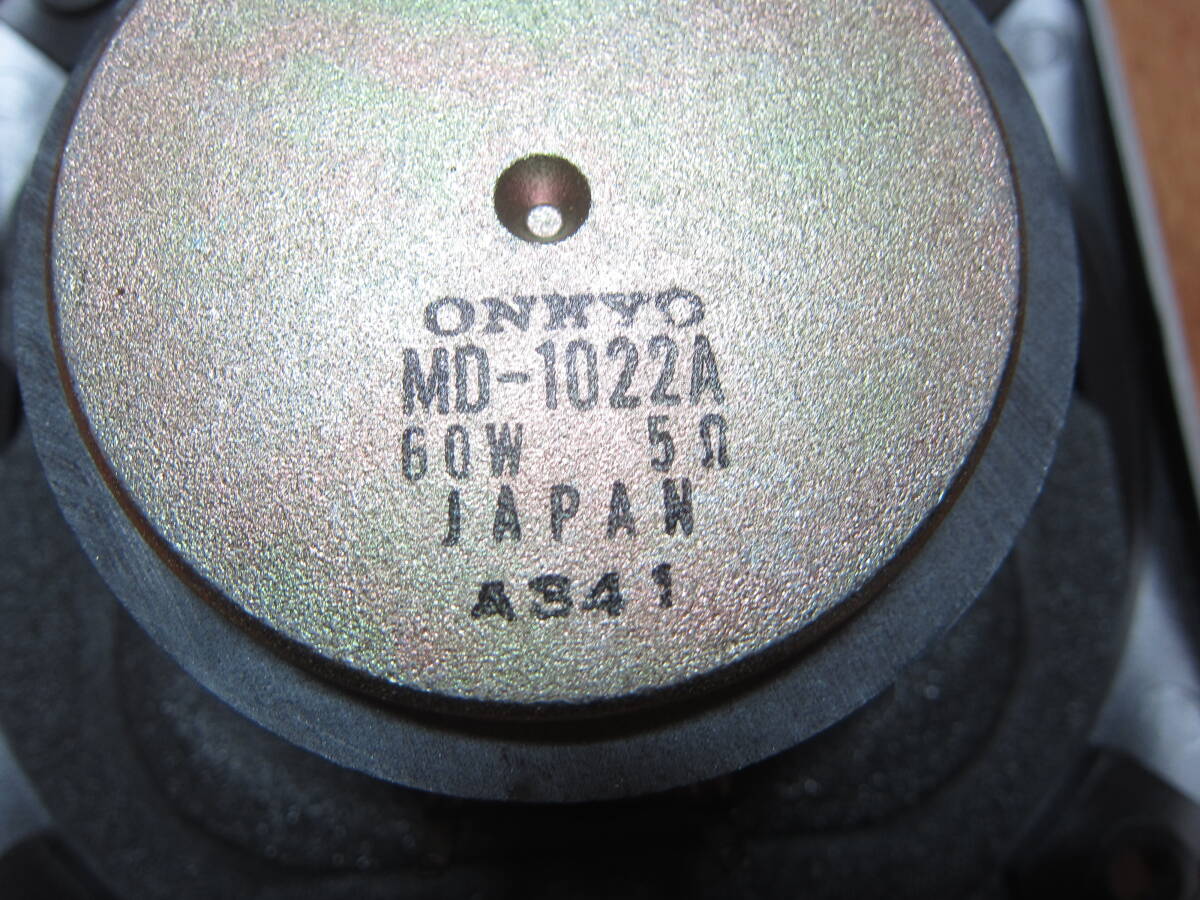 ONKYO
MD-1022A
60W 5Ω
JAPAN
A341